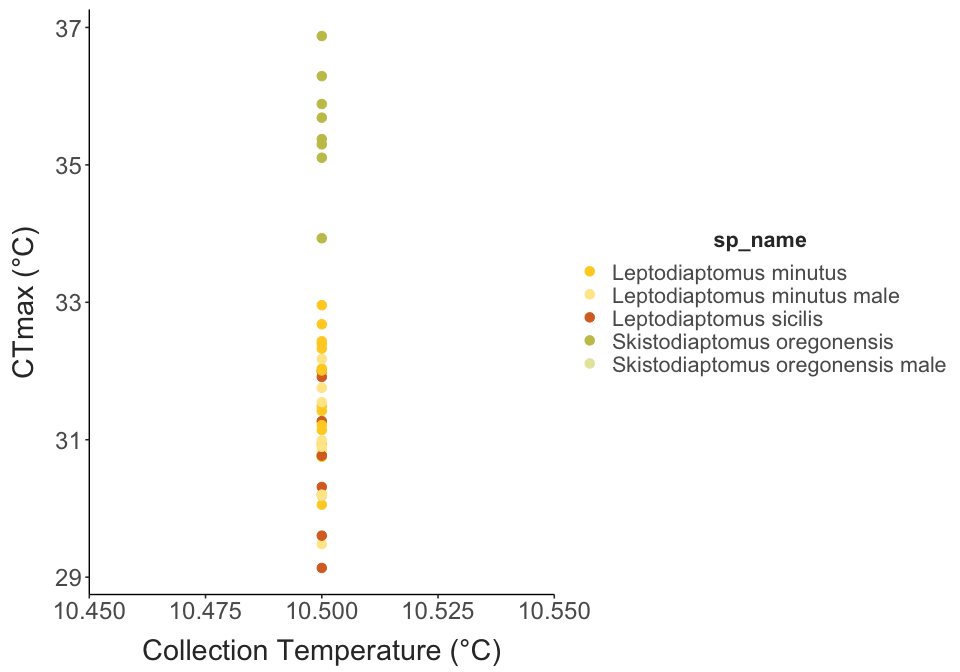 37
35
33
31
29
CTmax (°C)
10.450
10.475
10.500
10.525
10.550
Collection Temperature (°C)
sp_name
Leptodiaptomus minutus
Leptodiaptomus minutus male
Leptodiaptomus sicilis
Skistodiaptomus oregonensis
Skistodiaptomus oregonensis male